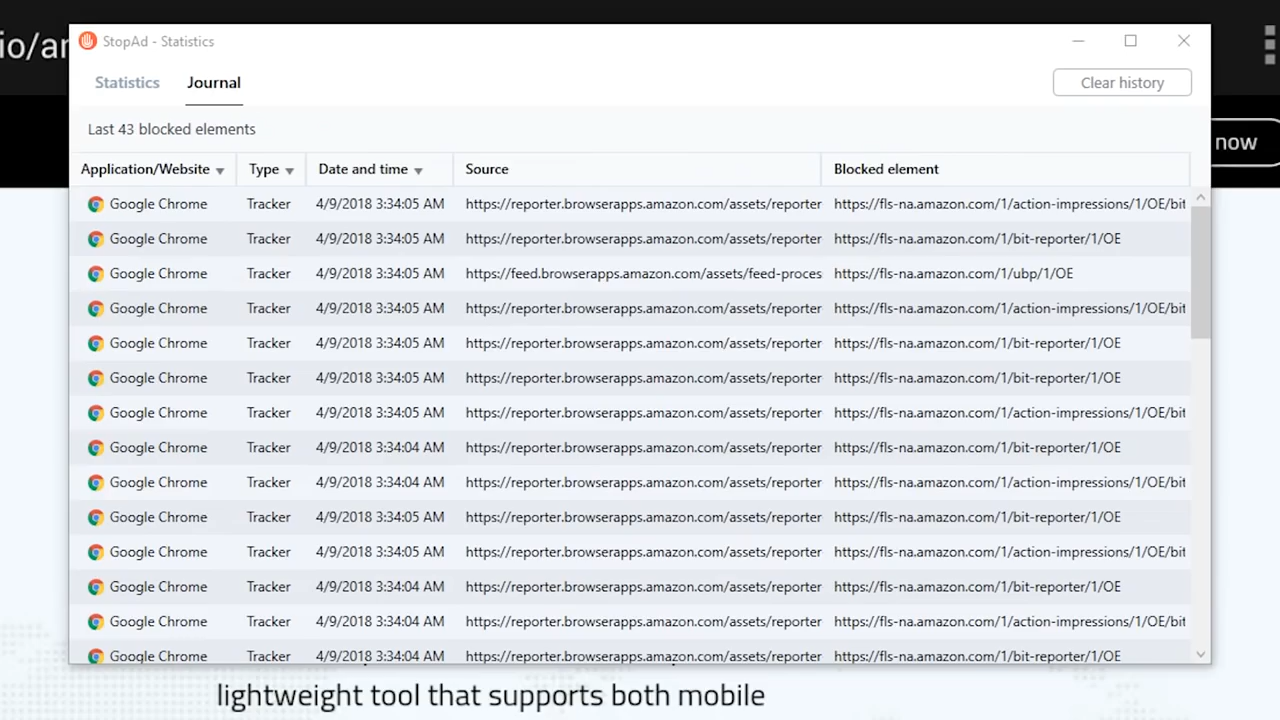 io/an
StopAd - Statistics
Statistics Journal Clear history
Last 43 blocked elements
now
Application/Website Type Date and time Source Blocked element
Google Chrome Tracker 4/9/2018 3:34:05 AM https://reporter.browserapps.amazon.com/assets/reporter https://fls-na.amazon.com/1/action-impressions/1/OE/bit
Google Chrome Tracker 4/9/2018 3:34:05 AM https://reporter.browserapps.amazon.com/assets/reporter https://fls-na.amazon.com/1/bit-reporter/1/OE
Google Chrome Tracker 4/9/2018 3:34:05 AM https://feed.browserapps.amazon.com/assets/feed-proces https://fls-na.amazon.com/1/ubp/1/OE
Google Chrome Tracker 4/9/2018 3:34:05 AM https://reporter.browserapps.amazon.com/assets/reporter https://fls-na.amazon.com/1/action-impressions/1/OE/bit
Google Chrome Tracker 4/9/2018 3:34:05 AM https://reporter.browserapps.amazon.com/assets/reporter https://fls-na.amazon.com/1/bit-reporter/1/OE
Google Chrome Tracker 4/9/2018 3:34:05 AM https://reporter.browserapps.amazon.com/assets/reporter https://fls-na.amazon.com/1/bit-reporter/1/OE
Google Chrome Tracker 4/9/2018 3:34:05 AM https://reporter.browserapps.amazon.com/assets/reporter https://fls-na.amazon.com/1/action-impressions/1/OE/bit
Google Chrome Tracker 4/9/2018 3:34:04 AM https://reporter.browserapps.amazon.com/assets/reporter https://fls-na.amazon.com/1/bit-reporter/1/OE
Google Chrome Tracker 4/9/2018 3:34:04 AM https://reporter.browserapps.amazon.com/assets/reporter https://fls-na.amazon.com/1/action-impressions/1/OE/bit
Google Chrome Tracker 4/9/2018 3:34:05 AM https://reporter.browserapps.amazon.com/assets/reporter https://fls-na.amazon.com/1/bit-reporter/1/OE
Google Chrome Tracker 4/9/2018 3:34:05 AM https://reporter.browserapps.amazon.com/assets/reporter https://fls-na.amazon.com/1/action-impressions/1/OE/bit
Google Chrome Tracker 4/9/2018 3:34:04 AM https://reporter.browserapps.amazon.com/assets/reporter https://fls-na.amazon.com/1/bit-reporter/1/OE
Google Chrome Tracker 4/9/2018 3:34:04 AM https://reporter.browserapps.amazon.com/assets/reporter https://fls-na.amazon.com/1/action-impressions/1/OE/bit
Google Chrome Tracker 4/9/2018 3:34:04 AM https://reporter.browserapps.amazon.com/assets/reporter https://fls-na.amazon.com/1/bit-reporter/1/OE
lightweight tool that supports both mobile